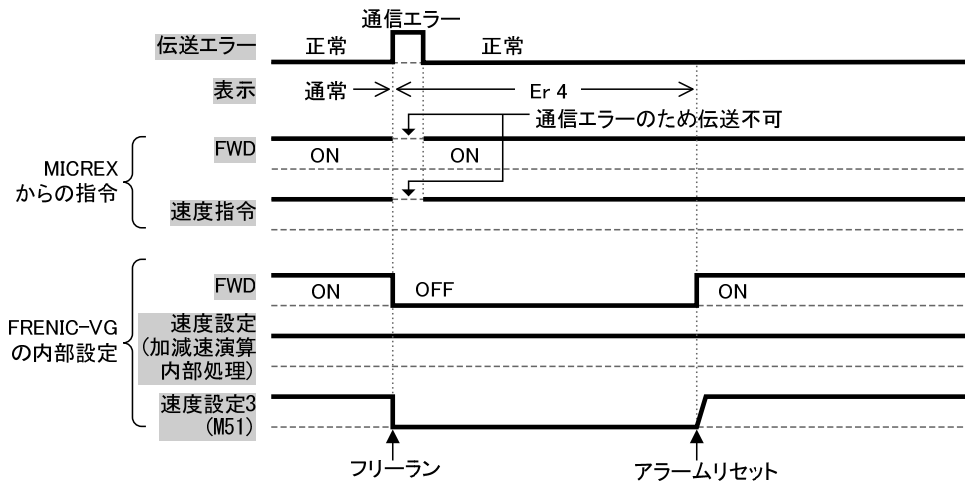 通信エラー
伝送エラー 正常 正常
表示 通常 Er 4
通信エラーのため伝送不可
MICREX
からの指令
FWD ON ON
速度指令
FRENIC-VG
の内部設定
FWD ON OFF ON
速度設定
(加減速演算
内部処理)
速度設定3
(M51)
フリーラン アラームリセット